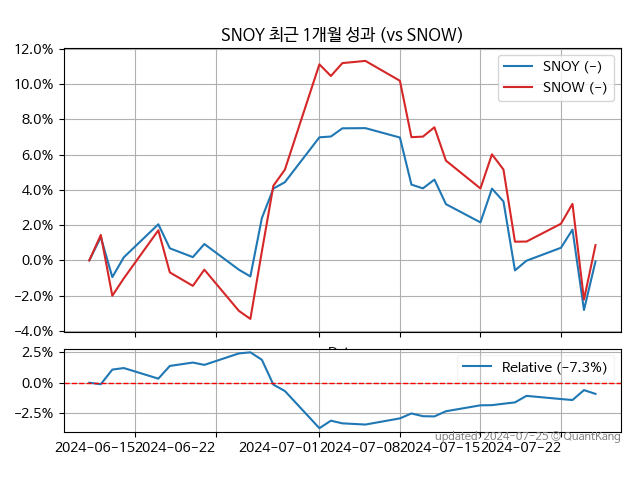 SNOY 최근 1개월 성과 (vs SNOW)
12.0%
10.0%
8.0%
6.0%
4.0%
2.0%
0.0%
−2.0%
−4.0%
SNOY (-)
SNOW (-)
2.5%
0.0%
−2.5%
Relative (-7.3%)
updated: 2024-07-25 © QuantKang
2024-06-15 2024-06-22 2024-07-01 2024-07-08 2024-07-15 2024-07-22